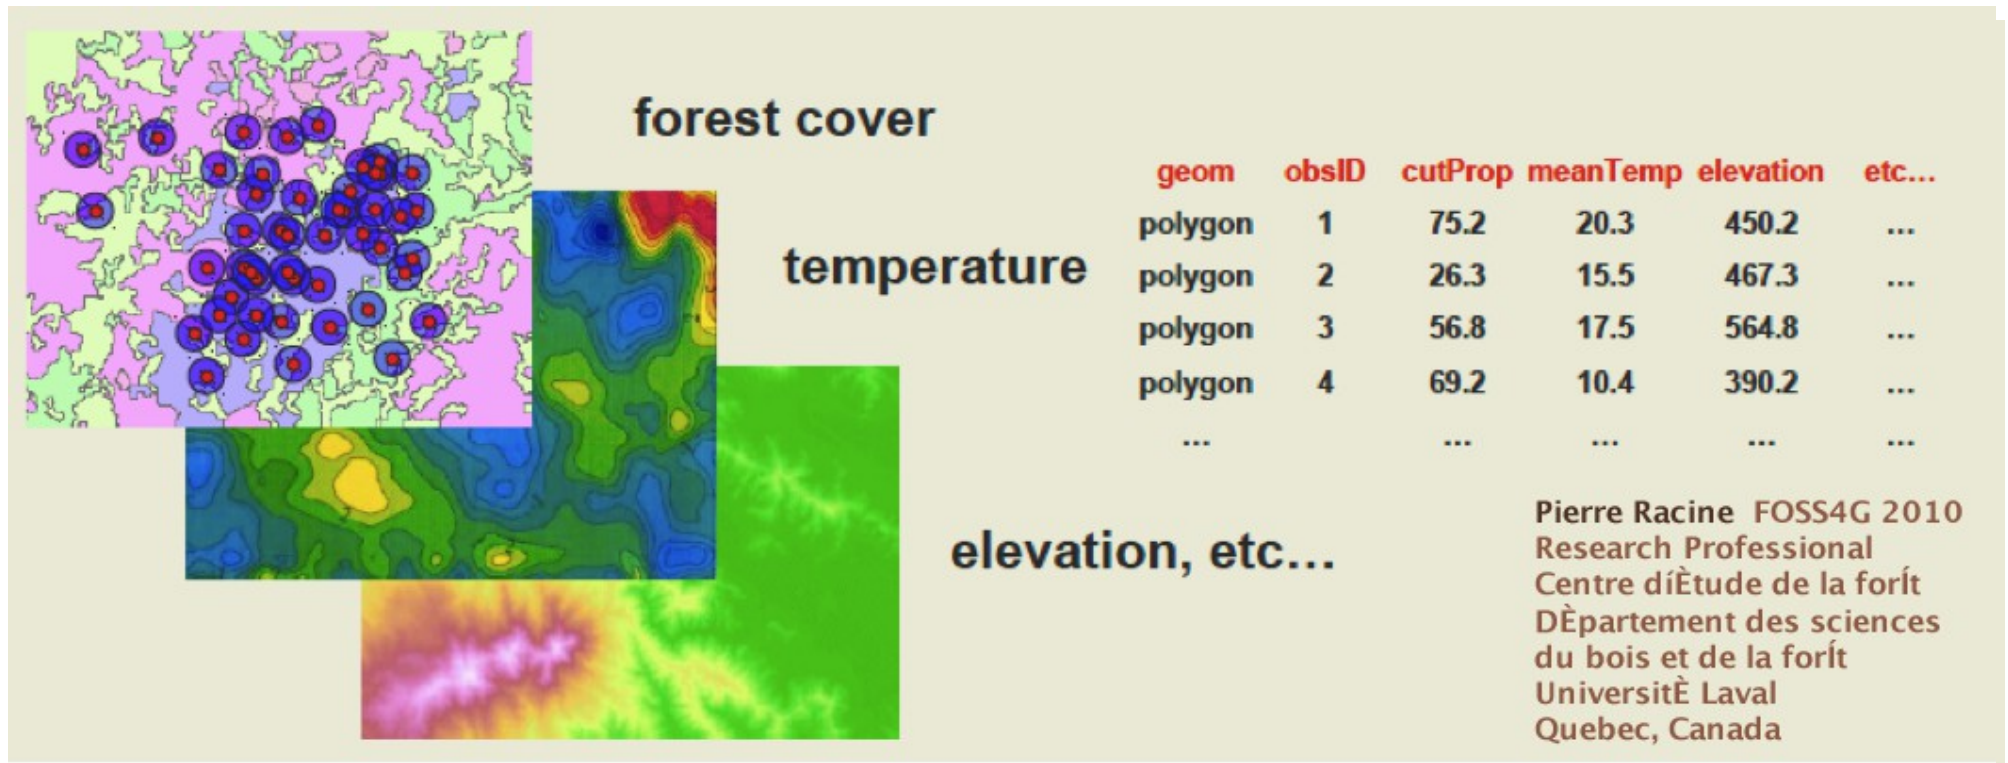 forest cover
temperature
elevation, etc...
geom obsID cutProp meanTemp elevation etc...
polygon 1 75.2 20.3 450.2 ...
polygon 2 26.3 15.5 467.3 ...
polygon 3 56.8 17.5 564.8 ...
polygon 4 69.2 10.4 390.2 ...
... ... ... ... ...
Pierre Racine FOSS4G 2010
Research Professional
Centre díÈtude de la forÍt
DÈpartement des sciences
du bois et de la forÍt
UniversitÈ Laval
Quebec, Canada